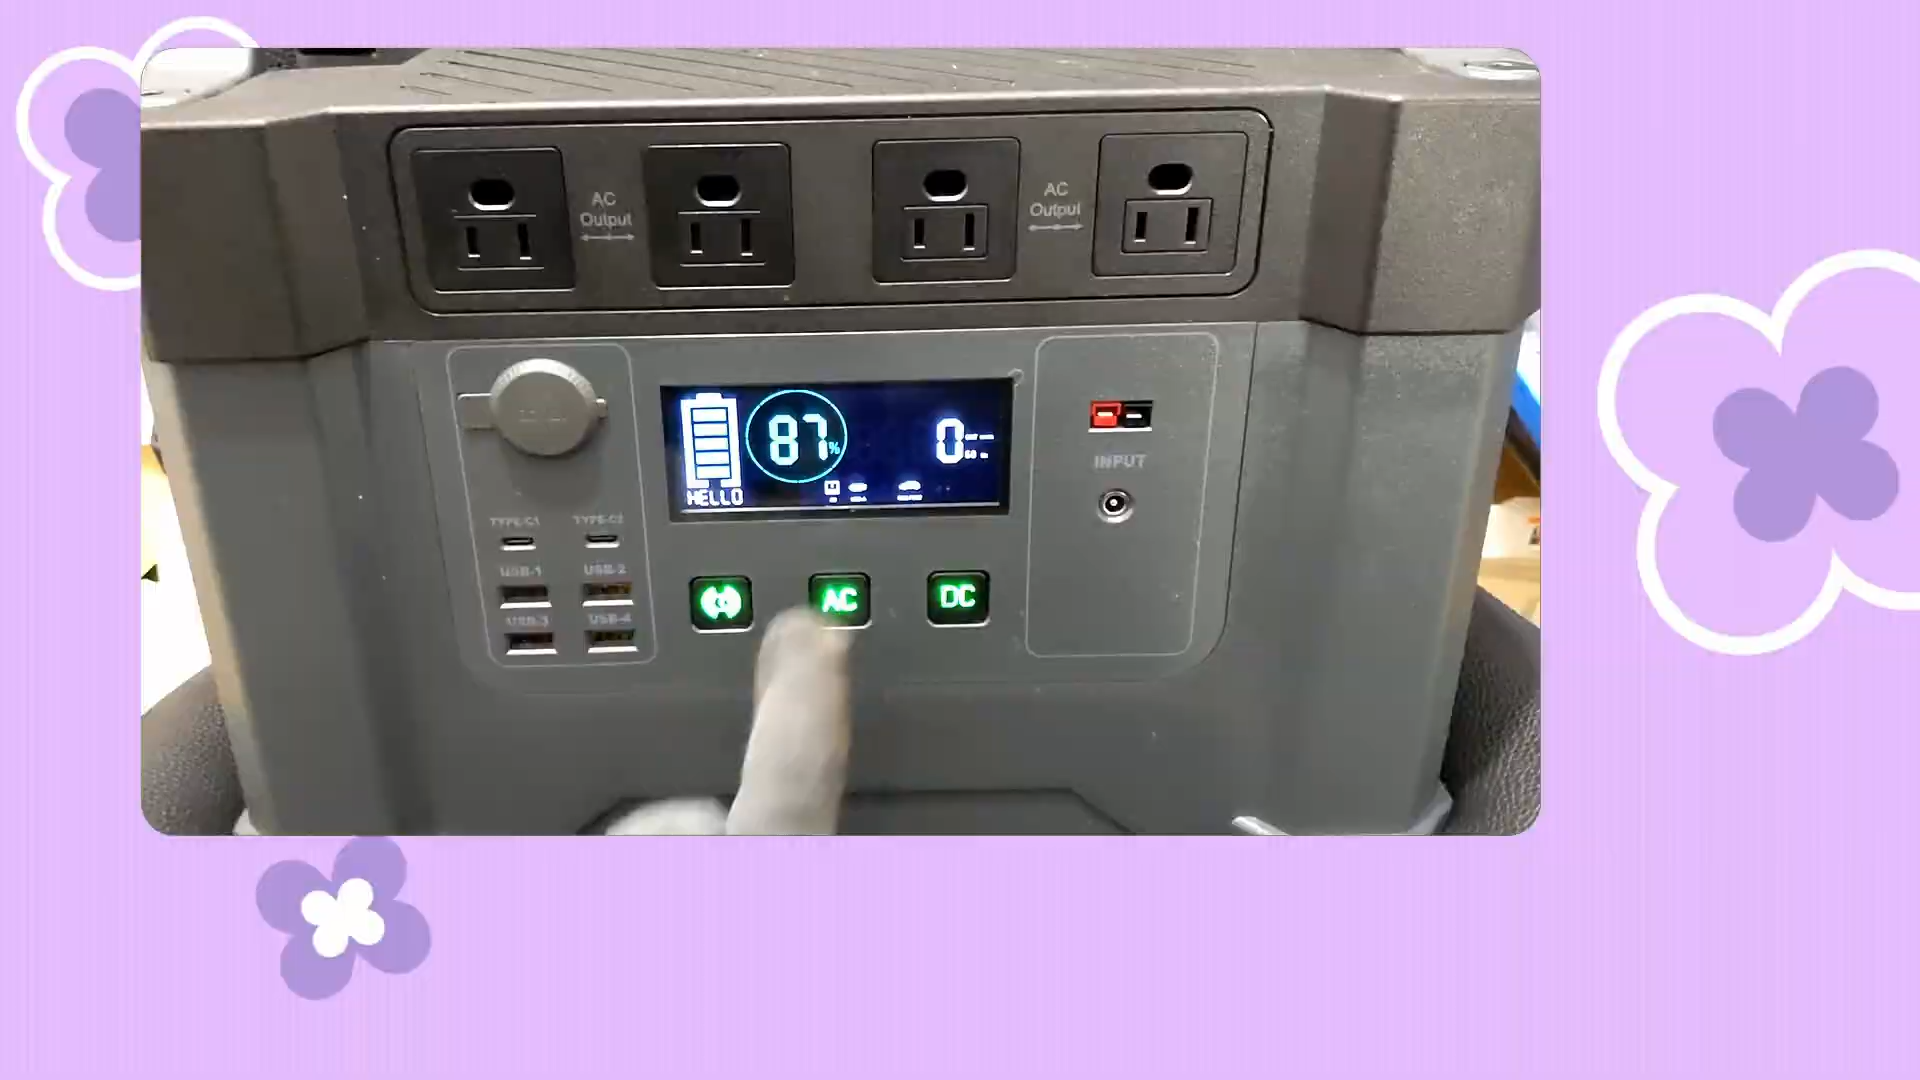 AC
Output
AC
Output
87%
0
HELLO
INPUT
TYPE-C1
TYPE-C2
USB-1
USB-2
USB-3
USB-4
AC
DC